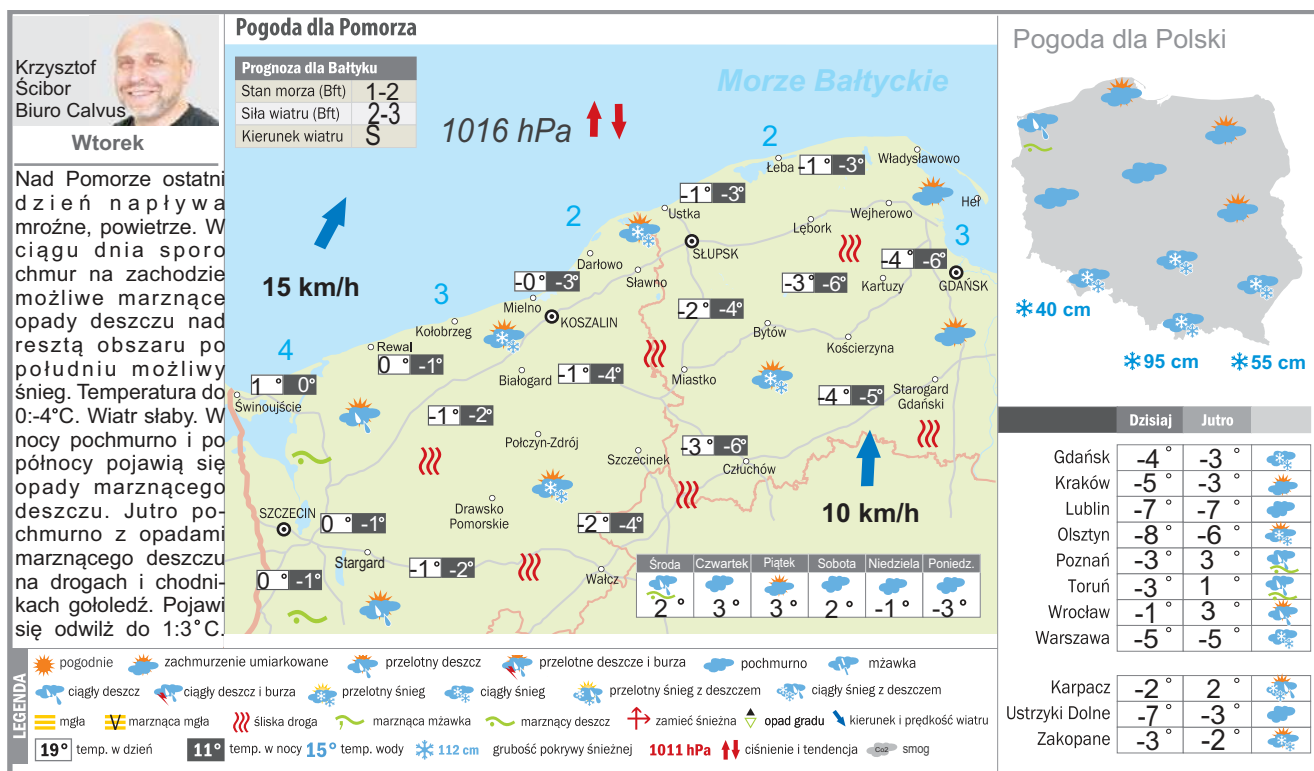 Krzysztof
Ścibor
Biuro Calvus
Wtorek
Nad Pomorze ostatni
dzień napływa
mroźne, powietrze. W
ciągu dnia sporo
chmur na zachodzie
możliwe marznące
opady deszczu nad
resztą obszaru po
południu możliwy
śnieg. Temperatura do
0:-4°C. Wiatr słaby. W
nocy pochmurno i po
północy pojawią się
opady marznącego
deszczu. Jutro po-
chmurno z opadami
marznącego deszczu
na drogach i chodni-
kach gołoledź. Pojawi
się odwilż do 1:3°C.
Pogoda dla Pomorza
Prognoza dla Bałtyku
Stan morza (Bft) 1-2
Siła wiatru (Bft) 2-3
Kierunek wiatru S
1016 hPa
Morze Bałtyckie
15 km/h
2
Łeba -1° -3°
Władysławowo
Hel
-1° -3°
Ustka
Wejherowo
Lębork
2
3
SŁUPSK
-4° -6°
GDAŃSK
Darłowo
-0° -3°
Sławno
-3° -6°
Kartuzy
3
Mielno
KOSZALIN
-2° -4°
Bytów
Kołobrzeg
Kościerzyna
4
Rewal
0° -1°
Białogard -1° -4°
Miastko
1° 0°
Świnoujście
-4° -5°
Starogard
Gdański
-1° -2°
Połczyn-Zdrój
Szczecinek
-3° -6°
Człuchów
Drawsko
Pomorskie
10 km/h
SZCZECIN
0° -1°
-2° -4°
Stargard
-1° -2°
Wałcz
0° -1°
Środa Czwartek Piątek Sobota Niedziela Poniedz.
2° 3° 3° 2° -1° -3°
Pogoda dla Polski
40 cm
95 cm
55 cm
Dzisiaj Jutro
Gdańsk -4° -3°
Kraków -5° -3°
Lublin -7° -7°
Olsztyn -8° -6°
Poznań -3° 3°
Toruń -3° 1°
Wrocław -1° 3°
Warszawa -5° -5°
Karpacz -2° 2°
Ustrzyki Dolne -7° -3°
Zakopane -3° -2°
LEGENDA
pogodnie zachmurzenie umiarkowane przelotny deszcz przelotne deszcze i burza pochmurno mżawka
ciągły deszcz ciągły deszcz i burza przelotny śnieg ciągły śnieg przelotny śnieg z deszczem ciągły śnieg z deszczem
mgła marznąca mgła śliska droga marznąca mżawka marznący deszcz zamieć śnieżna opad gradu kierunek i prędkość wiatru
19° temp. w dzień 11° temp. w nocy 15° temp. wody 112 cm grubość pokrywy śnieżnej 1011 hPa ciśnienie i tendencja Co2 smog